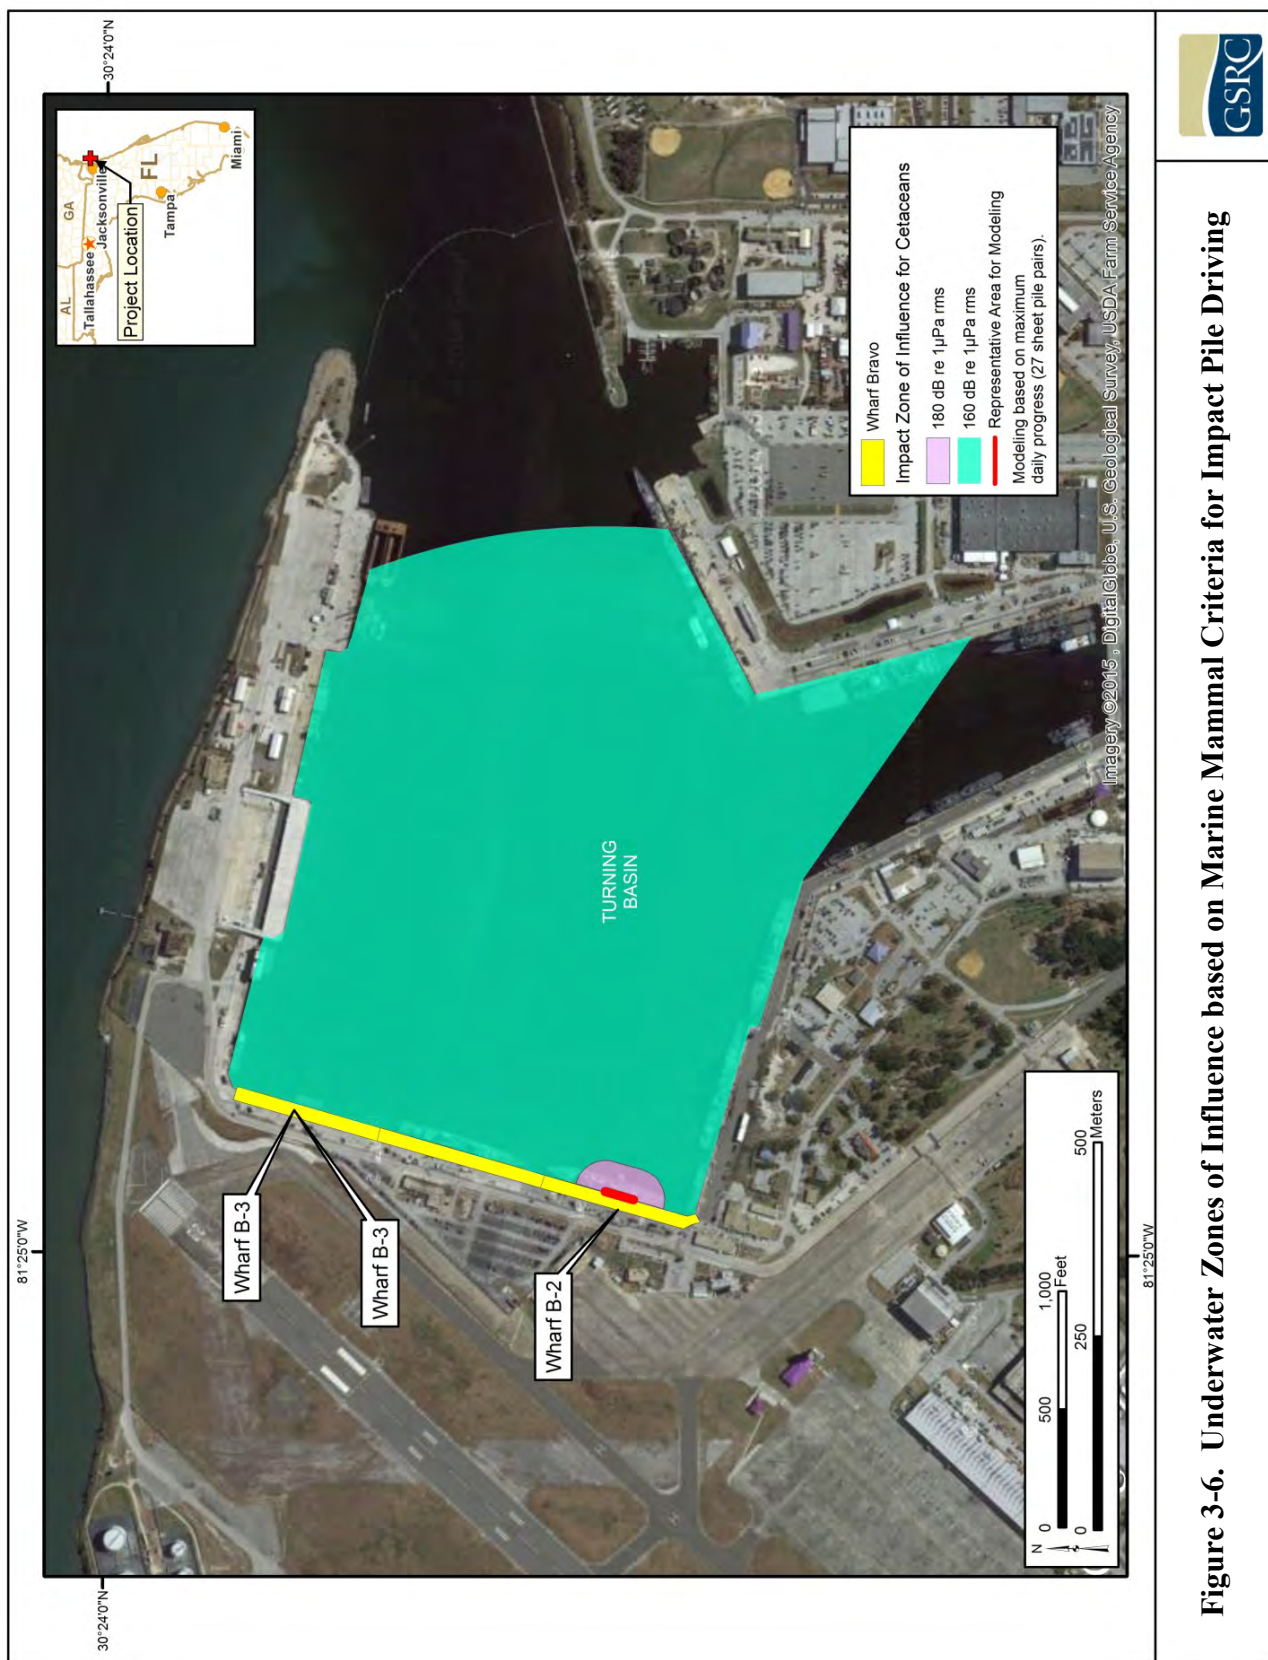 81°25'0"W
30°24'0"N
30°24'0"N
AL
GA
Tallahassee
Jacksonville
FL
Project Location
Tampa
Miami
Wharf B-3
Wharf B-3
Wharf B-2
TURNING
BASIN
Wharf Bravo
Impact Zone of Influence for Cetaceans
180 dB re 1µPa rms
160 dB re 1µPa rms
Representative Area for Modeling
Modeling based on maximum
daily progress (27 sheet pile pairs).
N
0 500 1,000
Feet
0 250 500
Meters
Imagery ©2015 , DigitalGlobe, U.S. Geological Survey, USDA Farm Service Agency
81°25'0"W
Figure 3-6. Underwater Zones of Influence based on Marine Mammal Criteria for Impact Pile Driving
GSRC